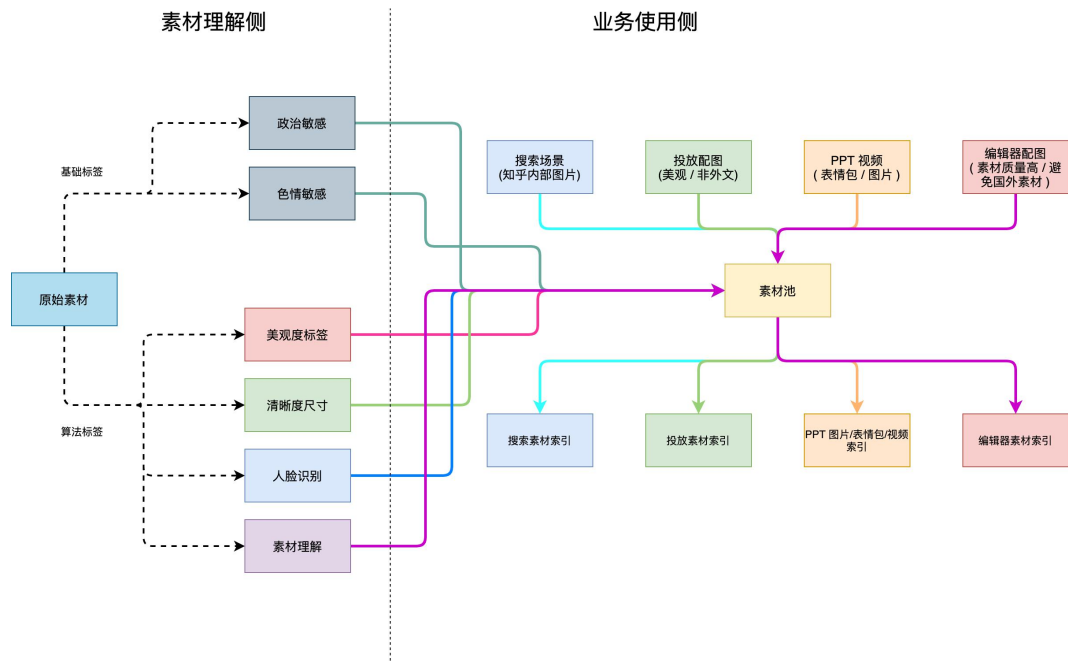 素材理解侧
业务使用侧
政治敏感
基础标签
色情敏感
原始素材
美观度标签
清晰度尺寸
算法标签
人脸识别
素材理解
搜索场景
(知乎内部图片)
投放配图
(美观 / 非外文)
PPT 视频
( 表情包 / 图片 )
编辑器配图
( 素材质量高 / 避
免国外素材 )
素材池
搜索素材索引
投放素材索引
PPT 图片/表情包/视频
索引
编辑器素材索引